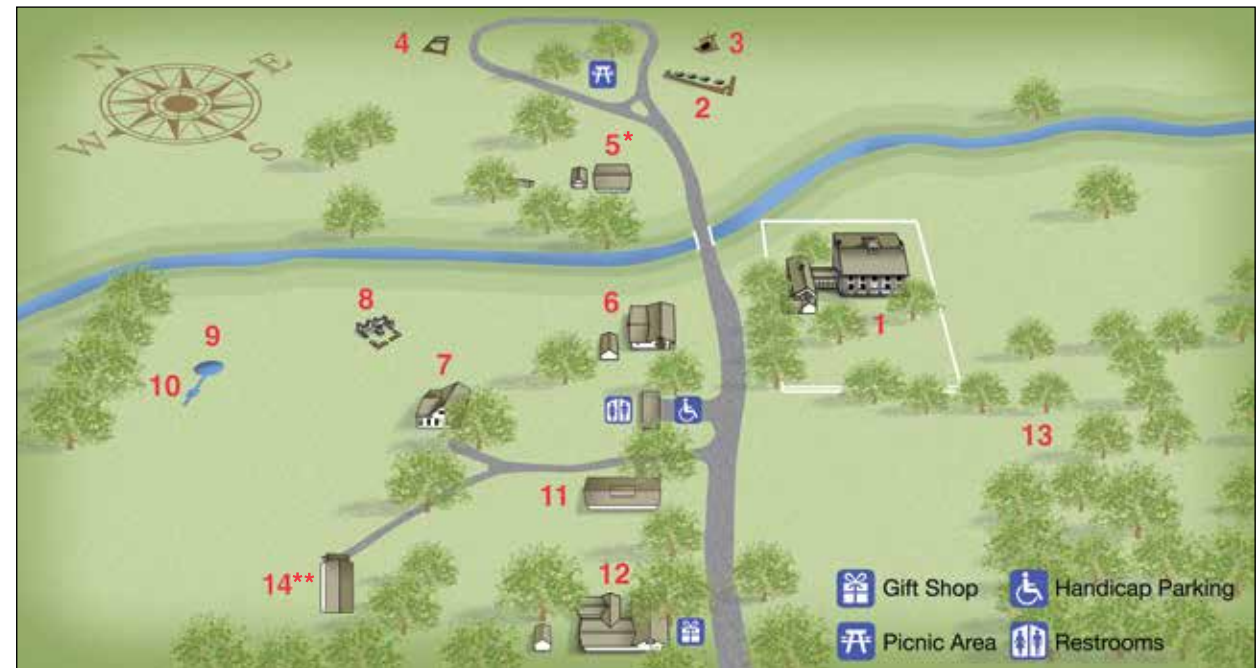 4
3
2
N
E
W
S
5*
8
6
1
9
7
10
13
11
14**
12
Gift Shop
Handicap Parking
Picnic Area
Restrooms